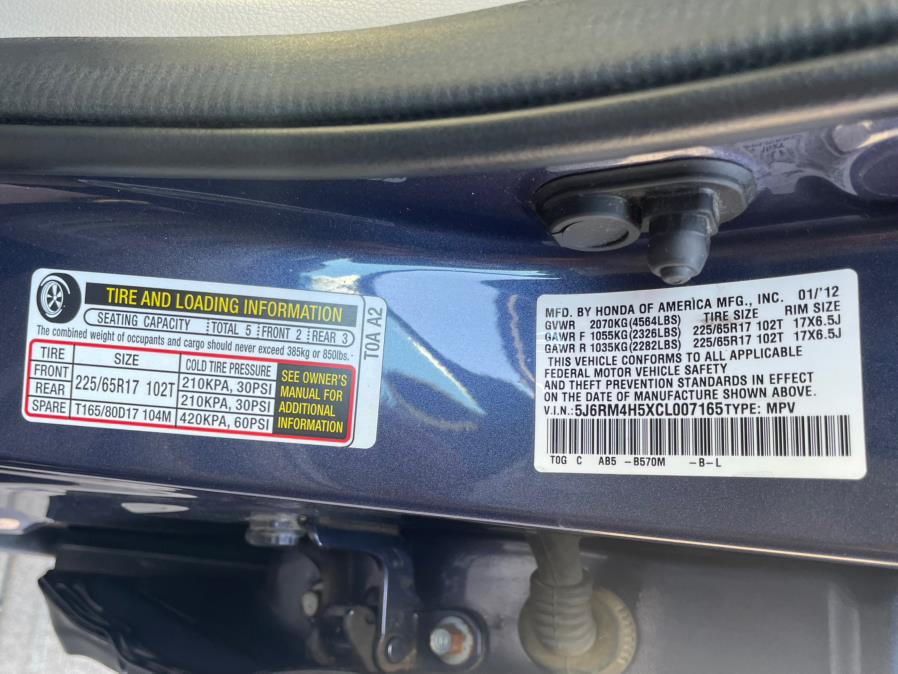 TIRE AND LOADING INFORMATION
SEATING CAPACITY TOTAL 5 FRONT 2 REAR 3
The combined weight of occupants and cargo should never exceed 385kg or 850lbs.
TIRE SIZE COLD TIRE PRESSURE
FRONT 225/65R17 102T 210KPA, 30PSI
REAR 210KPA, 30PSI
SPARE T165/80D17 104M 420KPA, 60PSI
SEE OWNER'S
MANUAL FOR
ADDITIONAL
INFORMATION
T0A A2
MFD. BY HONDA OF AMERICA MFG., INC. 01/'12
GVWR 2070KG(4564LBS) TIRE SIZE RIM SIZE
GAWR F 1055KG(2326LBS) 225/65R17 102T 17X6.5J
GAWR R 1035KG(2282LBS) 225/65R17 102T 17X6.5J
THIS VEHICLE CONFORMS TO ALL APPLICABLE
FEDERAL MOTOR VEHICLE SAFETY
AND THEFT PREVENTION STANDARDS IN EFFECT
ON THE DATE OF MANUFACTURE SHOWN ABOVE.
V.I.N.: 5J6RM4H5XCL007165 TYPE: MPV
T0G C AB5 -B570M -B-L